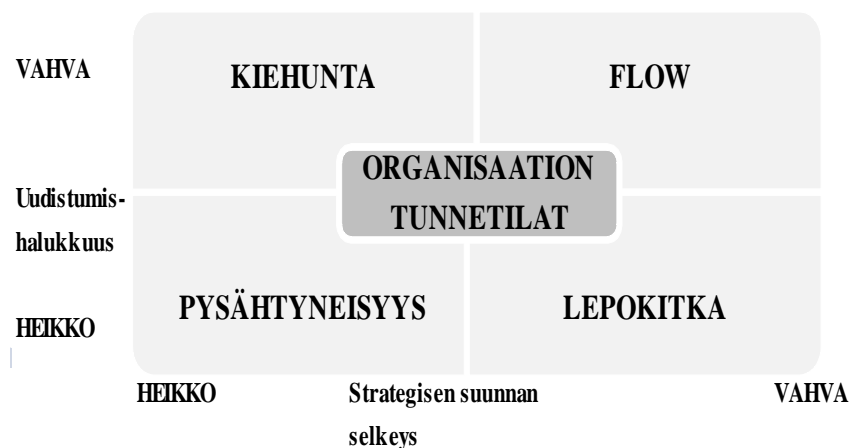 VAHVA
KIEHUNTA
FLOW
ORGANISAATION
TUNNETILAT
Uudistumis-
halukkuus
PYSÄHTYNEISYYS
LEPOKITKA
HEIKKO
HEIKKO
Strategisen suunnan
selkeys
VAHVA